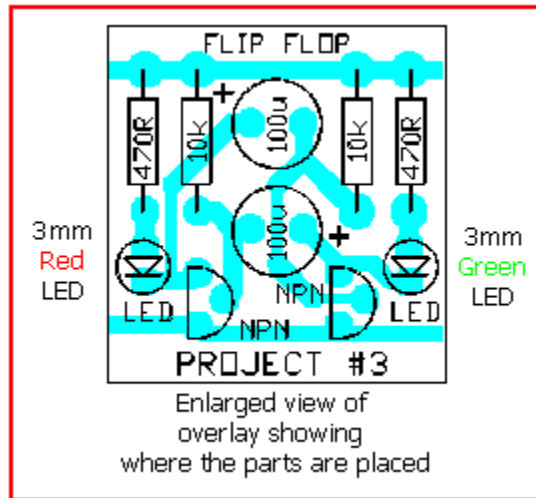 FLIP FLOP
+
470R
10k
100u
10k
470R
100u
+
3mm
Red
LED
3mm
Green
LED
LED
NPN
LED
NPN
PROJECT #3
Enlarged view of
overlay showing
where the parts are placed